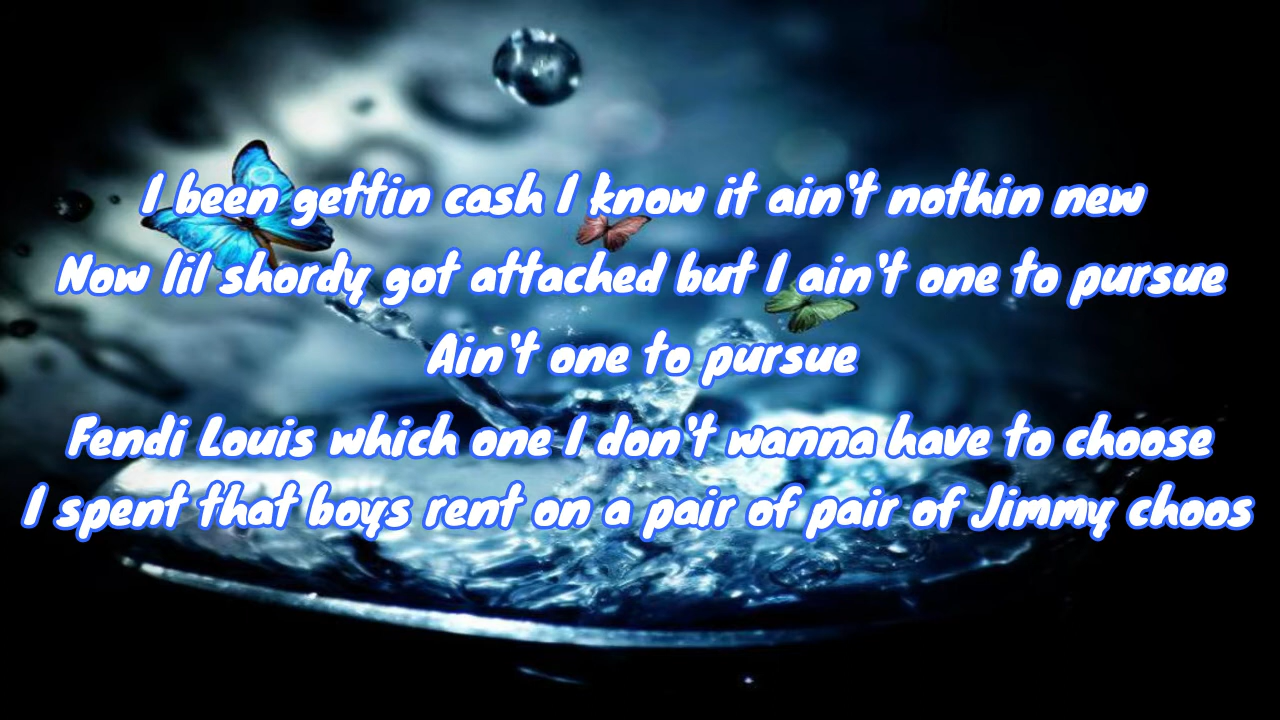 I been gettin cash I know it ain't nothin new
Now lil shordy got attached but I ain't one to pursue
Ain't one to pursue
Fendi Louis which one I don't wanna have to choose
I spent that boys rent on a pair of pair of Jimmy choos